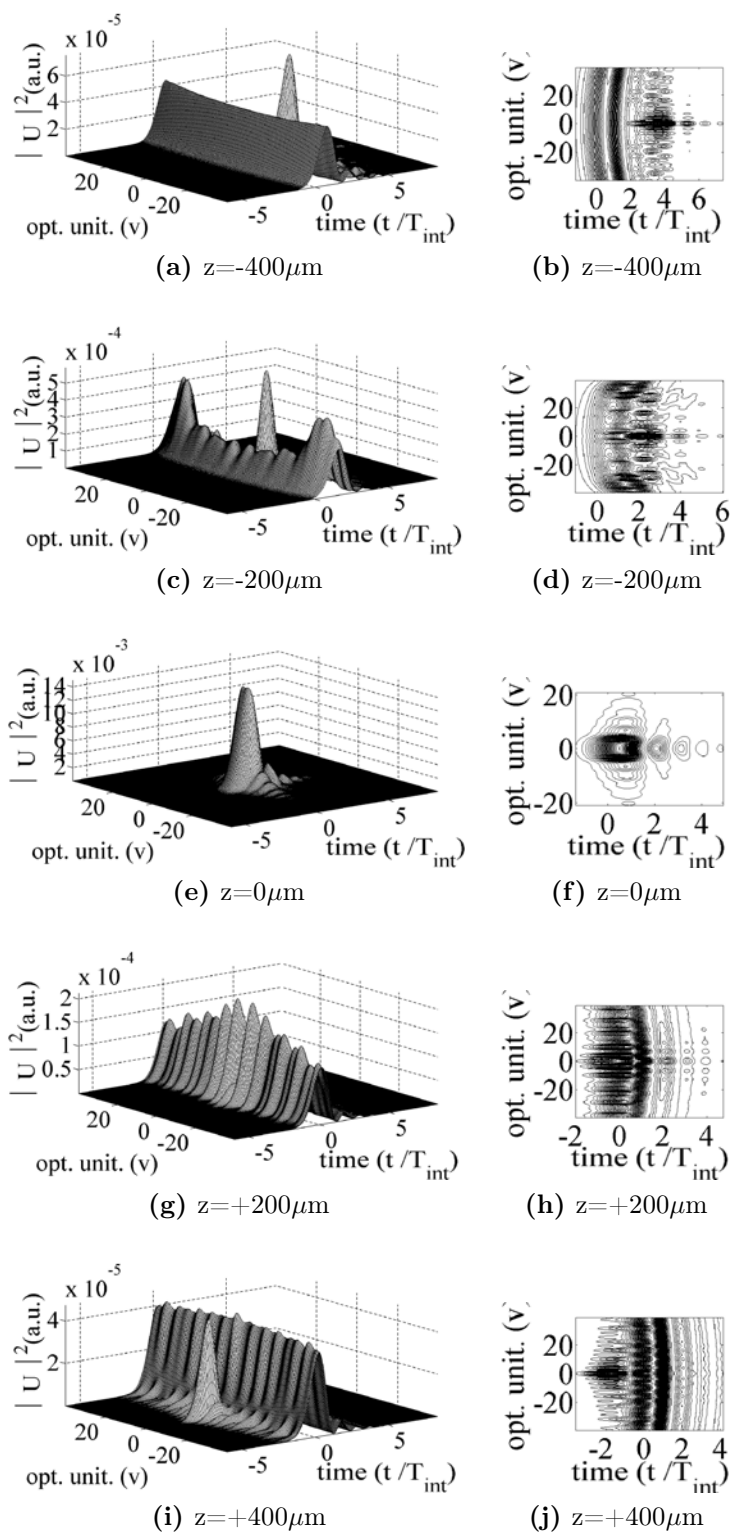 x 10^-5
| U |^2(a.u.)
6
4
2
20
0
-20
opt. unit. (v)
-5
0
5
time (t /T_int)
(a) z=-400μm
opt. unit. (v)
20
0
-20
0 2 4 6
time (t/T_int)
(b) z=-400μm
x 10^-4
| U |^2(a.u.)
5
4
3
2
1
20
0
-20
opt. unit. (v)
-5
0
5
time (t /T_int)
(c) z=-200μm
opt. unit. (v)
20
0
-20
0 2 4 6
time (t/T_int)
(d) z=-200μm
x 10^-3
| U |^2(a.u.)
14
12
10
8
6
4
2
20
0
-20
opt. unit. (v)
-5
0
5
time (t /T_int)
(e) z=0μm
opt. unit. (v)
20
0
-20
0 2 4
time (t/T_int)
(f) z=0μm
x 10^-4
| U |^2(a.u.)
2
1.5
1
0.5
20
0
-20
opt. unit. (v)
-5
0
5
time (t /T_int)
(g) z=+200μm
opt. unit. (v)
20
0
-20
-2 0 2 4
time (t/T_int)
(h) z=+200μm
x 10^-5
| U |^2(a.u.)
4
2
20
0
-20
opt. unit. (v)
-5
0
5
time (t /T_int)
(i) z=+400μm
opt. unit. (v)
20
0
-20
-2 0 2 4
time (t/T_int)
(j) z=+400μm